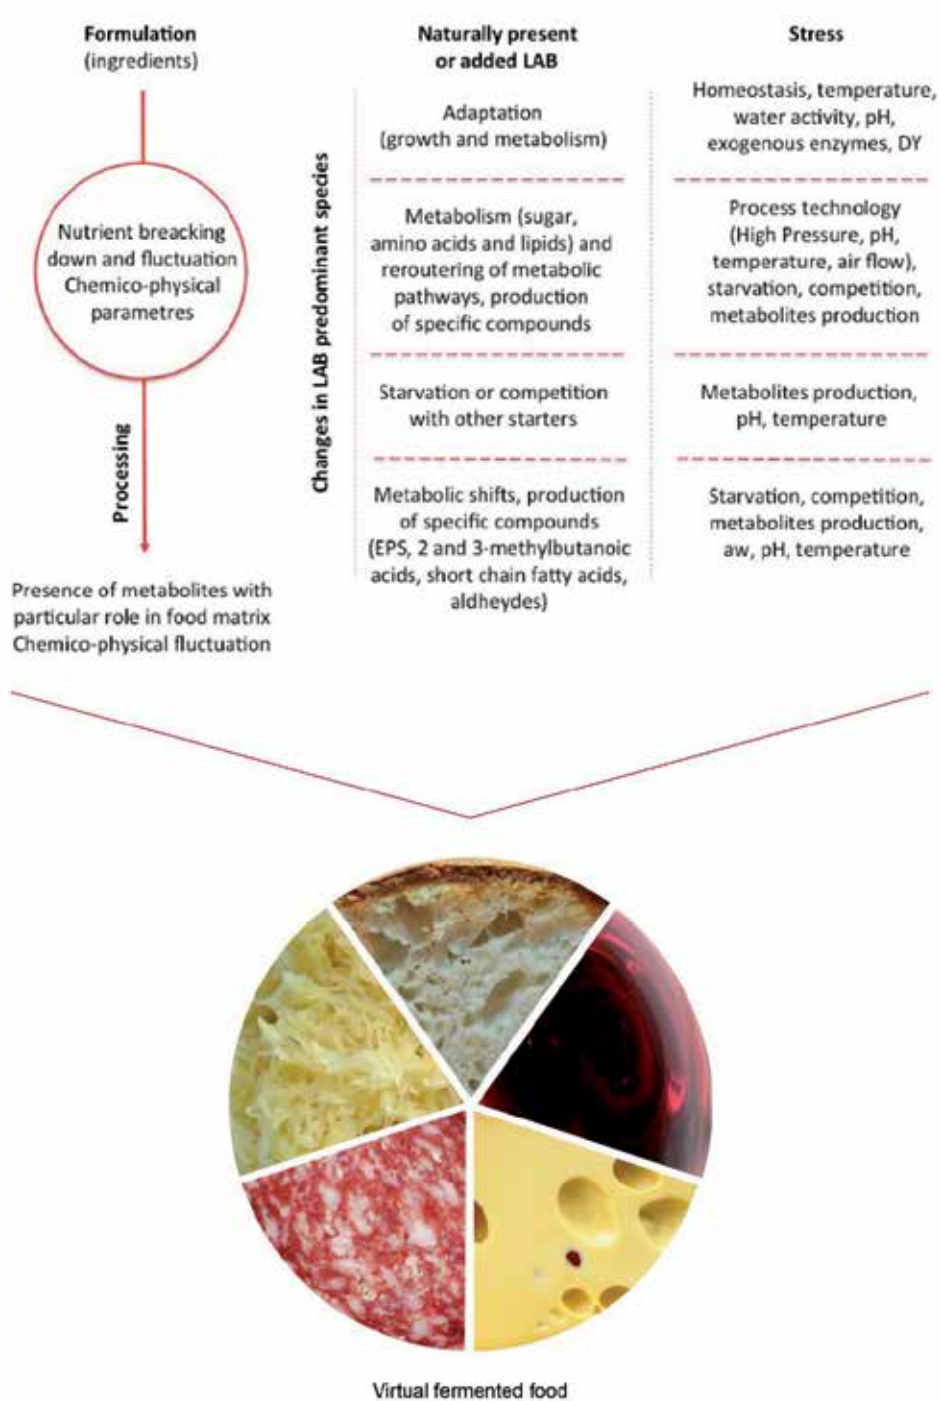 Formulation
(ingredients)
Nutrient breacking
down and fluctuation
Chemico-physical
parametres
Processing
Presence of metabolites with
particular role in food matrix
Chemico-physical fluctuation
Changes in LAB predominant species
Naturally present
or added LAB
Adaptation
(growth and metabolism)
Metabolism (sugar,
amino acids and lipids) and
reroutering of metabolic
pathways, production
of specific compounds
Starvation or competition
with other starters
Metabolic shifts, production
of specific compounds
(EPS, 2 and 3-methylbutanoic
acids, short chain fatty acids,
aldheydes)
Stress
Homeostasis, temperature,
water activity, pH,
exogenous enzymes, DY
Process technology
(High Pressure, pH,
temperature, air flow),
starvation, competition,
metabolites production
Metabolites production,
pH, temperature
Starvation, competition,
metabolites production,
aw, pH, temperature
Virtual fermented food